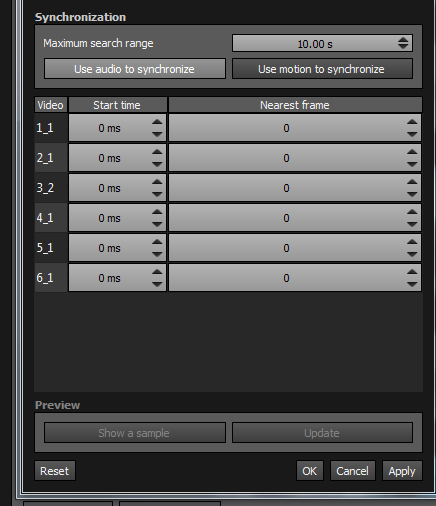 Synchronization
Maximum search range 10.00 s
Use audio to synchronize Use motion to synchronize
Video Start time Nearest frame
1_1 0 ms 0
2_1 0 ms 0
3_2 0 ms 0
4_1 0 ms 0
5_1 0 ms 0
6_1 0 ms 0
Preview
Show a sample Update
Reset OK Cancel Apply